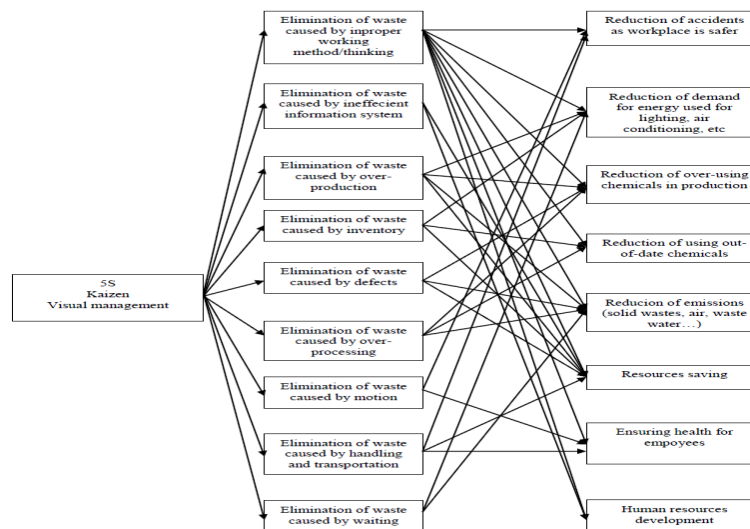 5S
Kaizen
Visual management
Elimination of waste
caused by inproper
working
method/thinking
Elimination of waste
caused by ineffecient
information system
Elimination of waste
caused by over-
production
Elimination of waste
caused by inventory
Elimination of waste
caused by defects
Elimination of waste
caused by over-
processing
Elimination of waste
caused by motion
Elimination of waste
caused by handling
and transportation
Elimination of waste
caused by waiting
Reduction of accidents
as workplace is safer
Reduction of demand
for energy used for
lighting, air
conditioning, etc
Reduction of over-using
chemicals in production
Reduction of using out-
of-date chemicals
Reducion of emissions
(solid wastes, air, waste
water…)
Resources saving
Ensuring health for
empoyees
Human resources
development